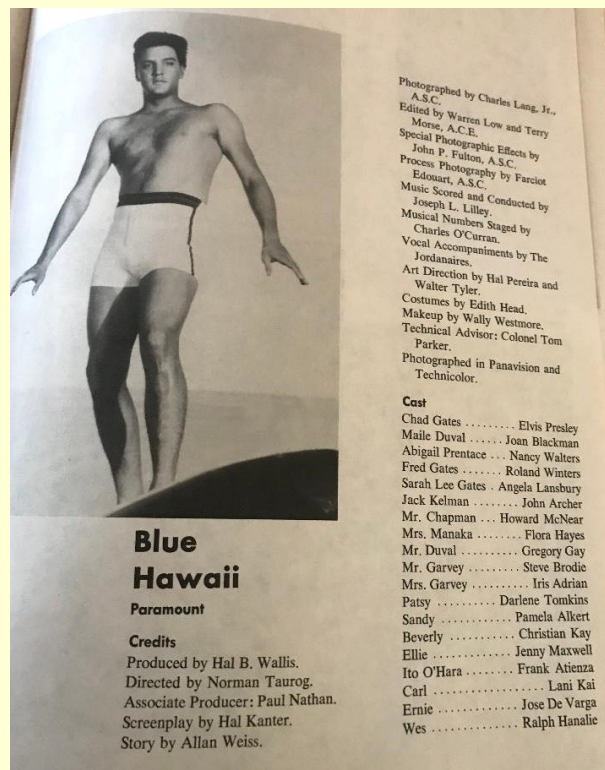 Blue
Hawaii
Paramount
Credits
Produced by Hal B. Wallis.
Directed by Norman Taurog.
Associate Producer: Paul Nathan.
Screenplay by Hal Kanter.
Story by Allan Weiss.
Photographed by Charles Lang, Jr.,
A.S.C.
Edited by Warren Low and Terry
Morse, A.C.E.
Special Photographic Effects by
John P. Fulton, A.S.C.
Process Photography by Farciot
Edouart, A.S.C.
Music Scored and Conducted by
Joseph L. Lilley.
Musical Numbers Staged by
Charles O'Curran.
Vocal Accompaniments by The
Jordanaires.
Art Direction by Hal Pereira and
Walter Tyler.
Costumes by Edith Head.
Makeup by Wally Westmore.
Technical Advisor: Colonel Tom
Parker.
Photographed in Panavision and
Technicolor.
Cast
Chad Gates ......... Elvis Presley
Maile Duval ...... Joan Blackman
Abigail Prentace ... Nancy Walters
Fred Gates ....... Roland Winters
Sarah Lee Gates . Angela Lansbury
Jack Kelman ........ John Archer
Mr. Chapman ... Howard McNear
Mrs. Manaka ........ Flora Hayes
Mr. Duval .......... Gregory Gay
Mr. Garvey ......... Steve Brodie
Mrs. Garvey .......... Iris Adrian
Patsy .......... Darlene Tomkins
Sandy ............ Pamela Alkert
Beverly ........... Christian Kay
Ellie ............. Jenny Maxwell
Ito O'Hara ........ Frank Atienza
Carl .................. Lani Kai
Ernie ............. Jose De Varga
Wes .............. Ralph Hanalie